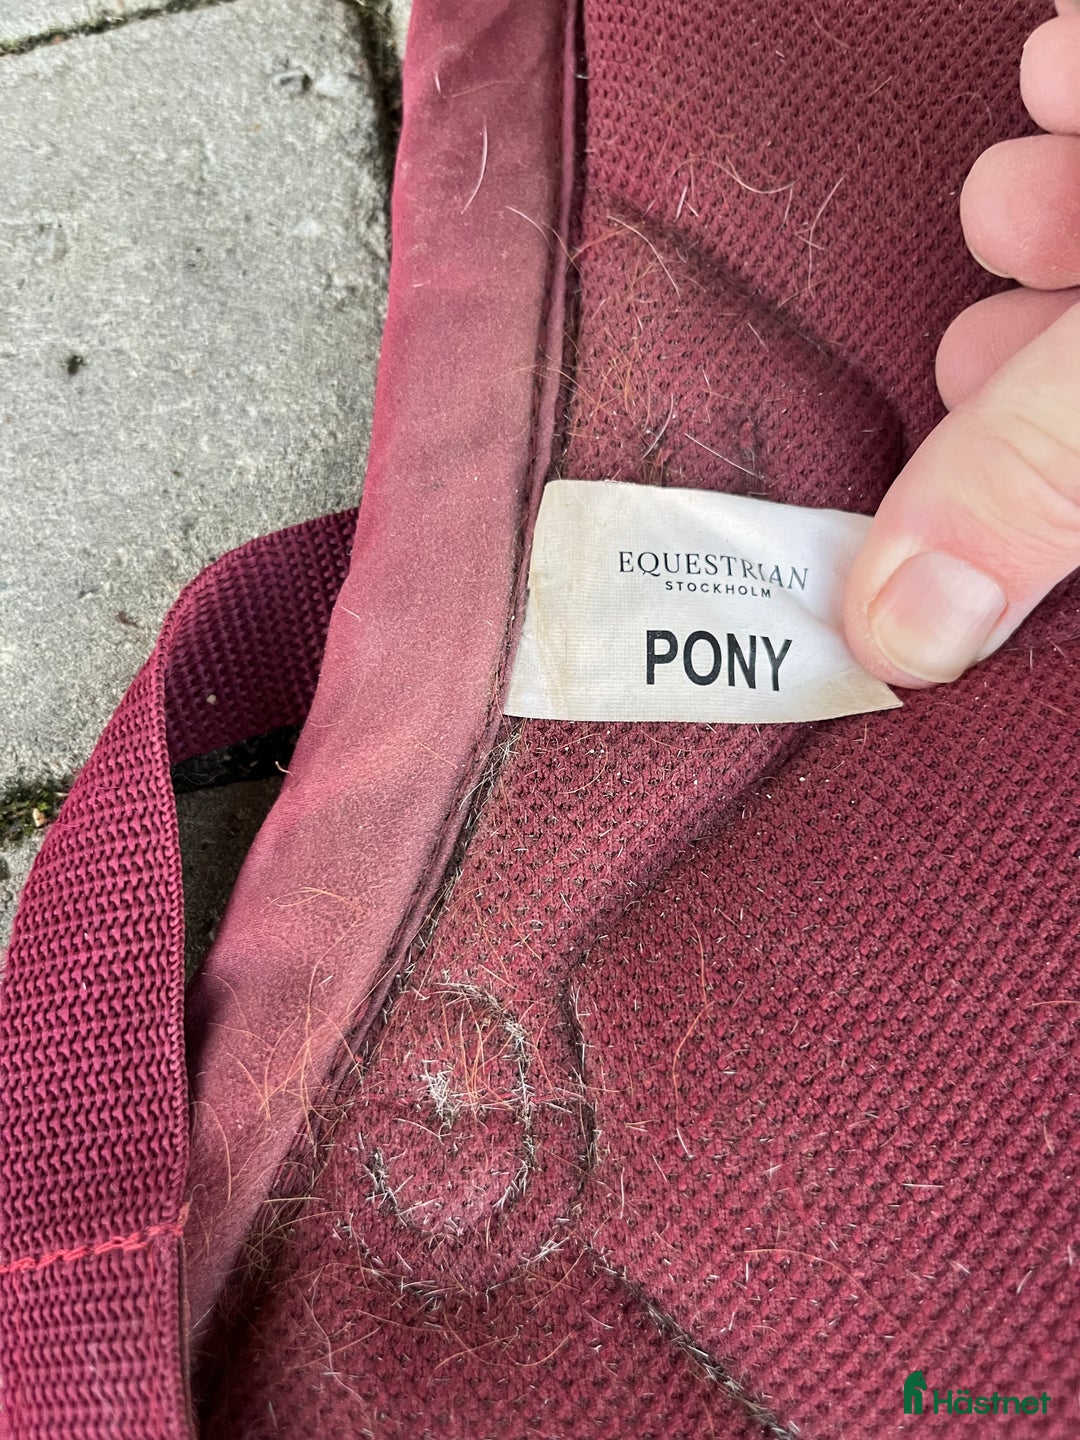 EQUESTRIAN
STOCKHOLM
PONY
Hästnet